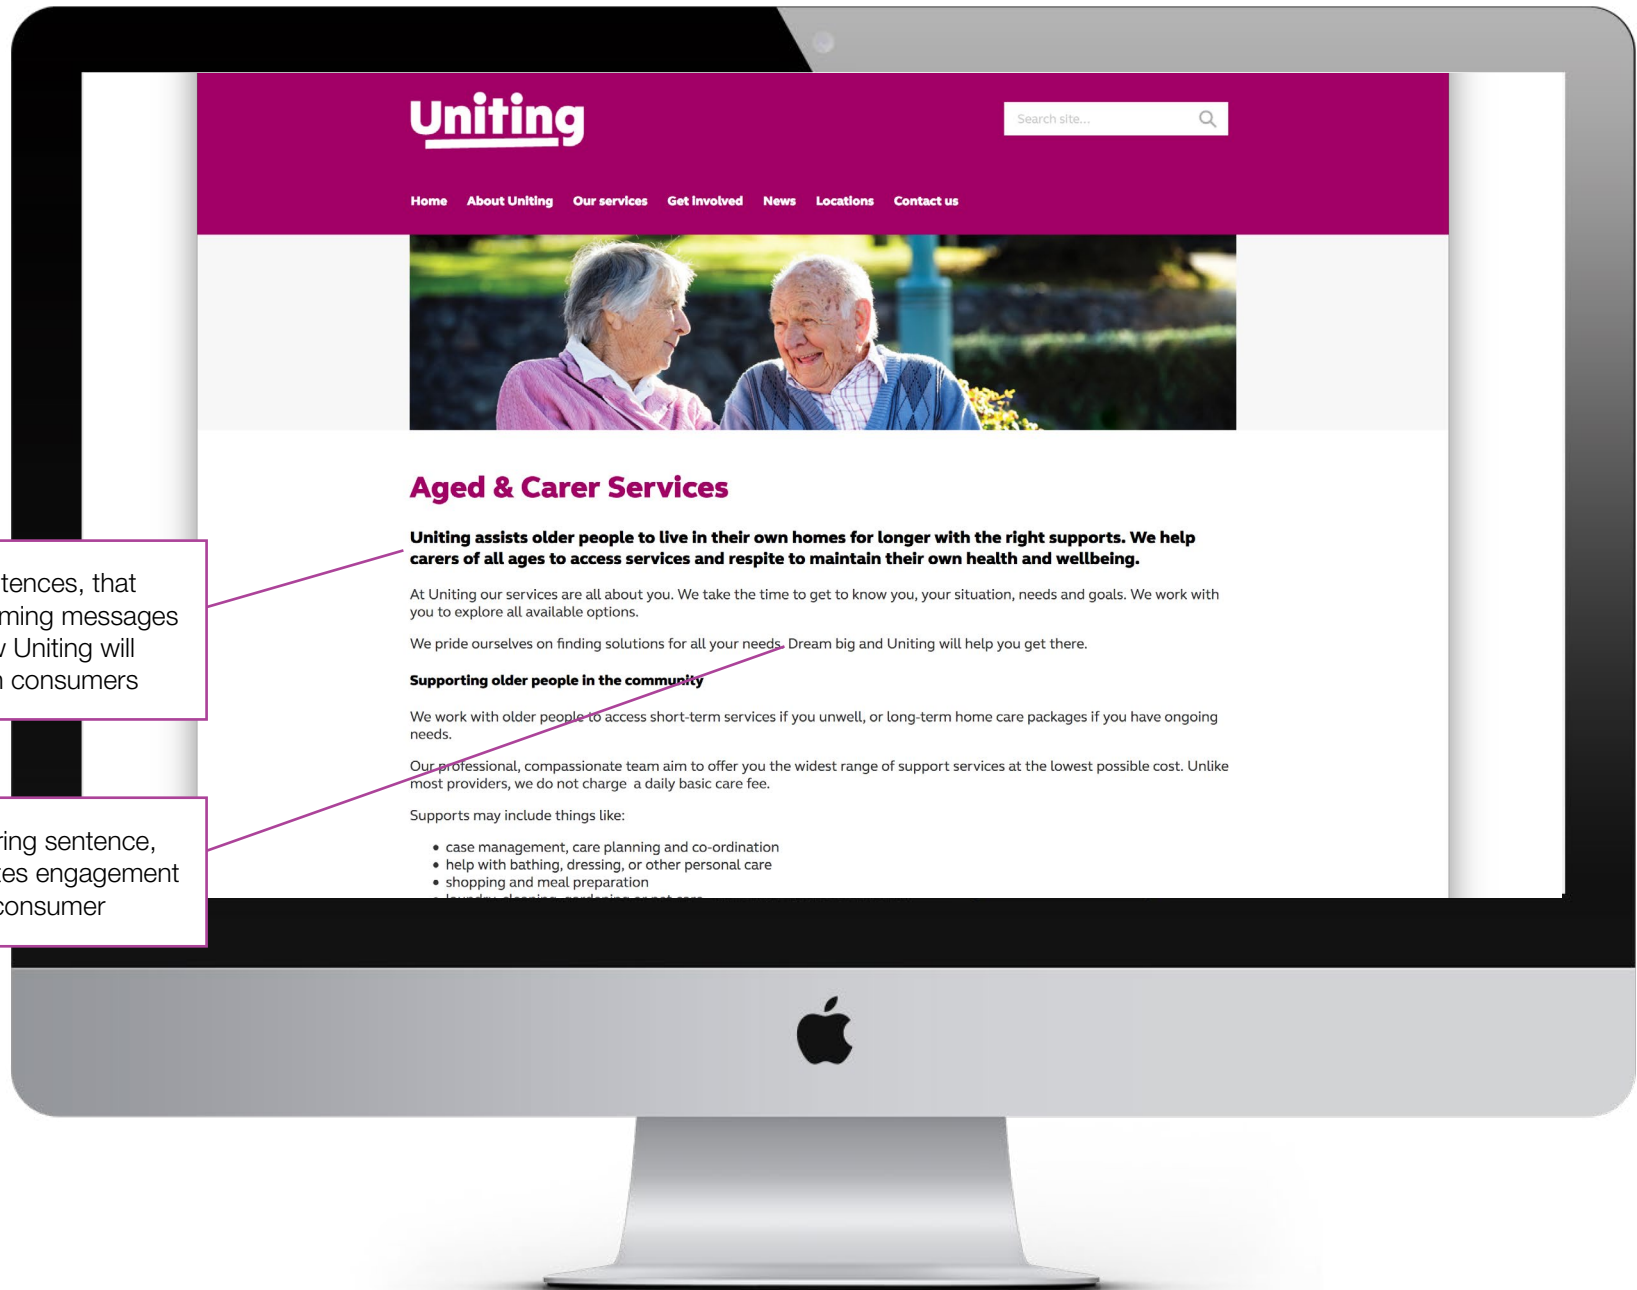 Uniting
Search site...
Home About Uniting Our services Get involved News Locations Contact us
Aged & Carer Services
Uniting assists older people to live in their own homes for longer with the right supports. We help
carers of all ages to access services and respite to maintain their own health and wellbeing.
At Uniting our services are all about you. We take the time to get to know you, your situation, needs and goals. We work with
you to explore all available options.
We pride ourselves on finding solutions for all your needs. Dream big and Uniting will help you get there.
Supporting older people in the community
We work with older people to access short-term services if you unwell, or long-term home care packages if you have ongoing
needs.
Our professional, compassionate team aim to offer you the widest range of support services at the lowest possible cost. Unlike
most providers, we do not charge a daily basic care fee.
Supports may include things like:
• case management, care planning and co-ordination
• help with bathing, dressing, or other personal care
• shopping and meal preparation
that
messages
Uniting will
consumers
sentence,
engagement
consumer